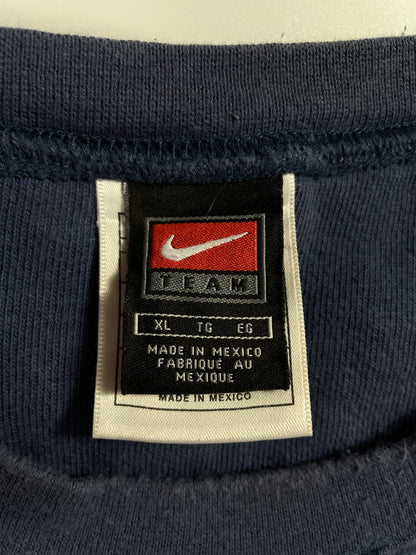 TEAM
XL TG EG
MADE IN MEXICO
FABRIQUÉ AU
MEXIQUE
MADE IN MEXICO